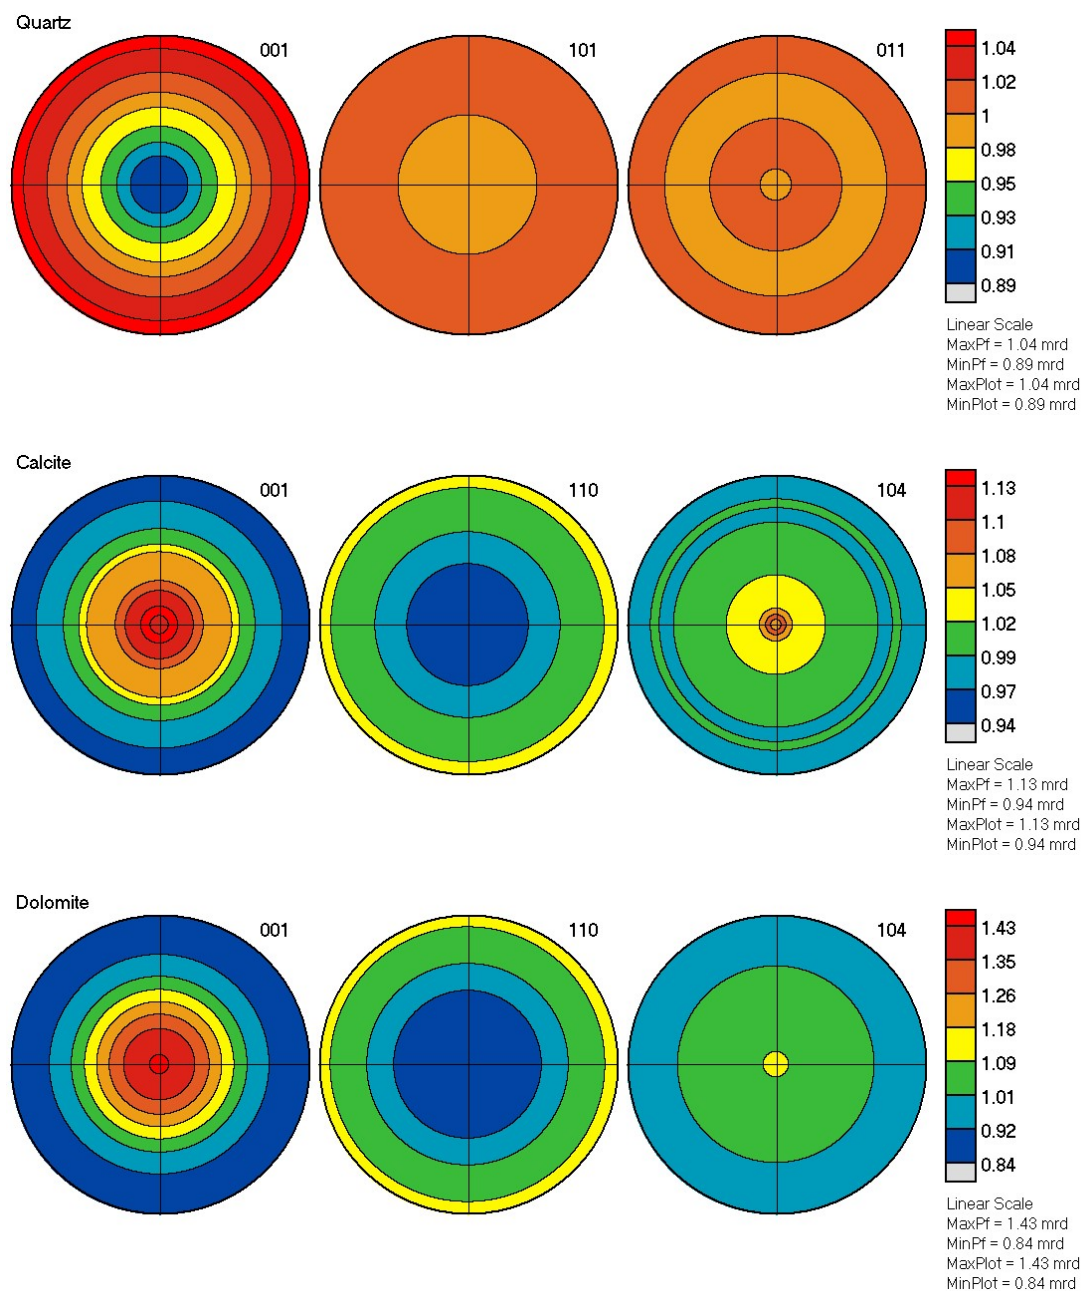 Quartz
001
101
011
1.04
1.02
1
0.98
0.95
0.93
0.91
0.89
Linear Scale
MaxPf = 1.04 mrd
MinPf = 0.89 mrd
MaxPlot = 1.04 mrd
MinPlot = 0.89 mrd
Calcite
001
110
104
1.13
1.1
1.08
1.05
1.02
0.99
0.97
0.94
Linear Scale
MaxPf = 1.13 mrd
MinPf = 0.94 mrd
MaxPlot = 1.13 mrd
MinPlot = 0.94 mrd
Dolomite
001
110
104
1.43
1.35
1.26
1.18
1.09
1.01
0.92
0.84
Linear Scale
MaxPf = 1.43 mrd
MinPf = 0.84 mrd
MaxPlot = 1.43 mrd
MinPlot = 0.84 mrd